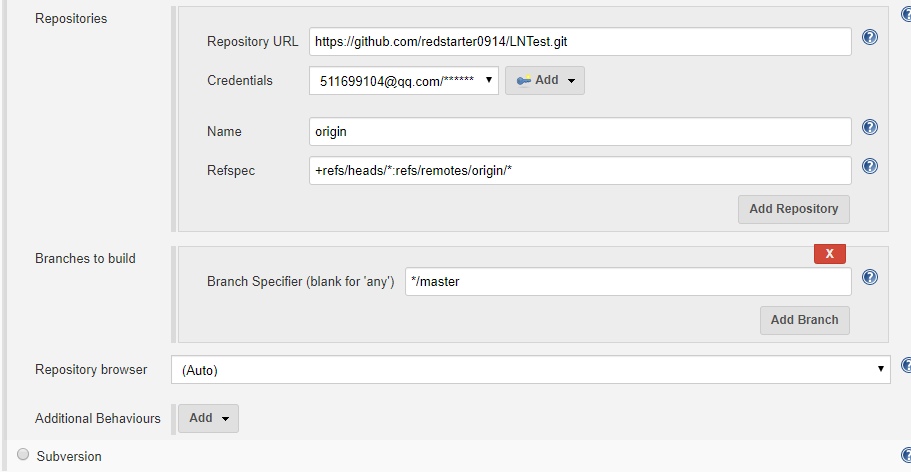 Repositories
Repository URL https://github.com/redstarter0914/LNTest.git
Credentials 511699104@qq.com/****** Add
Name origin
Refspec +refs/heads/*:refs/remotes/origin/*
Add Repository
Branches to build
X
Branch Specifier (blank for 'any') */master
Add Branch
Repository browser (Auto)
Additional Behaviours Add
Subversion